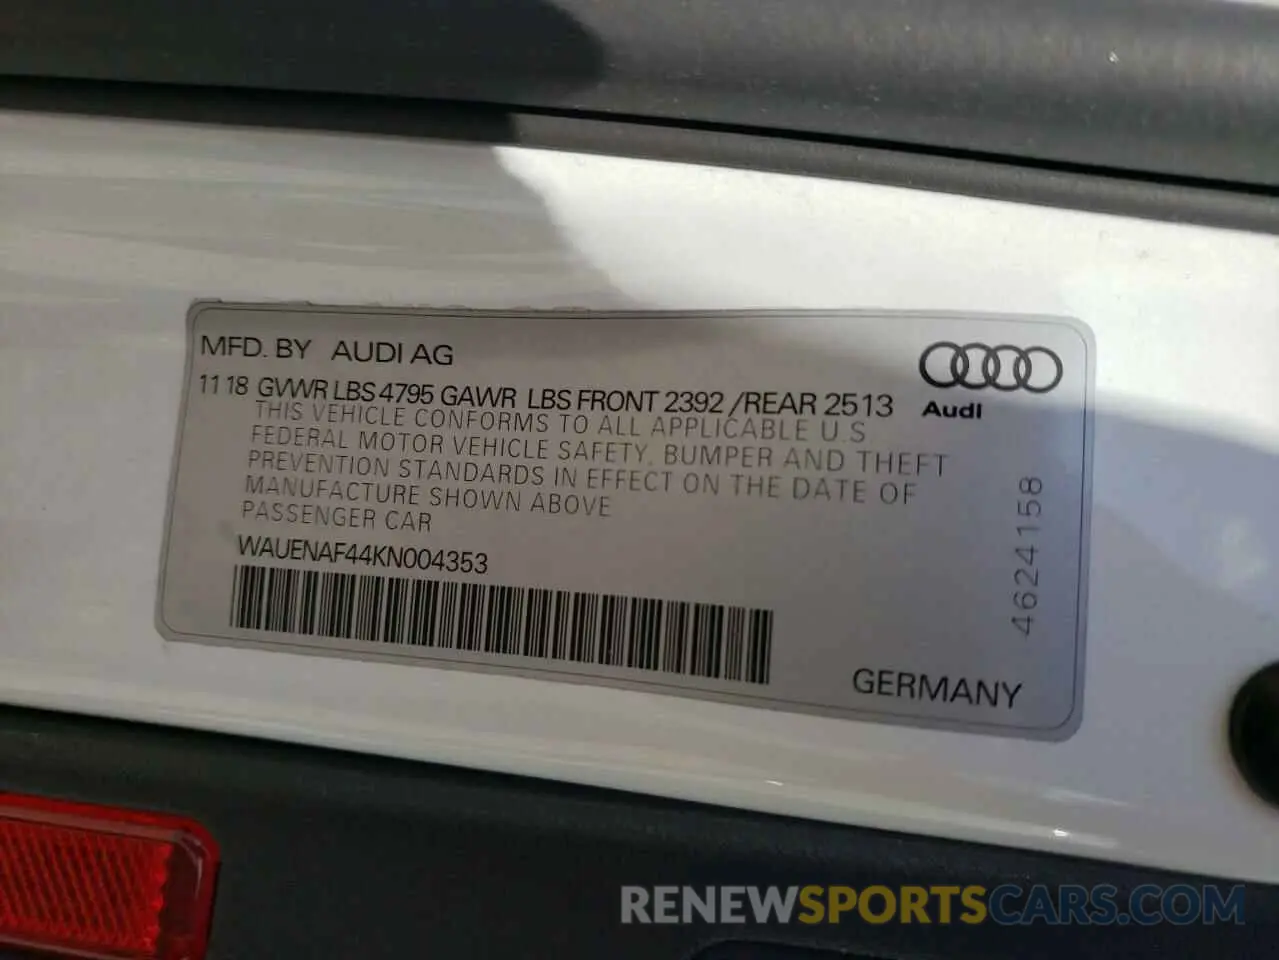 MFD. BY AUDI AG
11 18 GVWR LBS 4795 GAWR LBS FRONT 2392 /REAR 2513
Audi
THIS VEHICLE CONFORMS TO ALL APPLICABLE U.S
FEDERAL MOTOR VEHICLE SAFETY, BUMPER AND THEFT
PREVENTION STANDARDS IN EFFECT ON THE DATE OF
MANUFACTURE SHOWN ABOVE
PASSENGER CAR
WAUENAF44KN004353
4624158
GERMANY
RENEWSPORTSCARS.COM